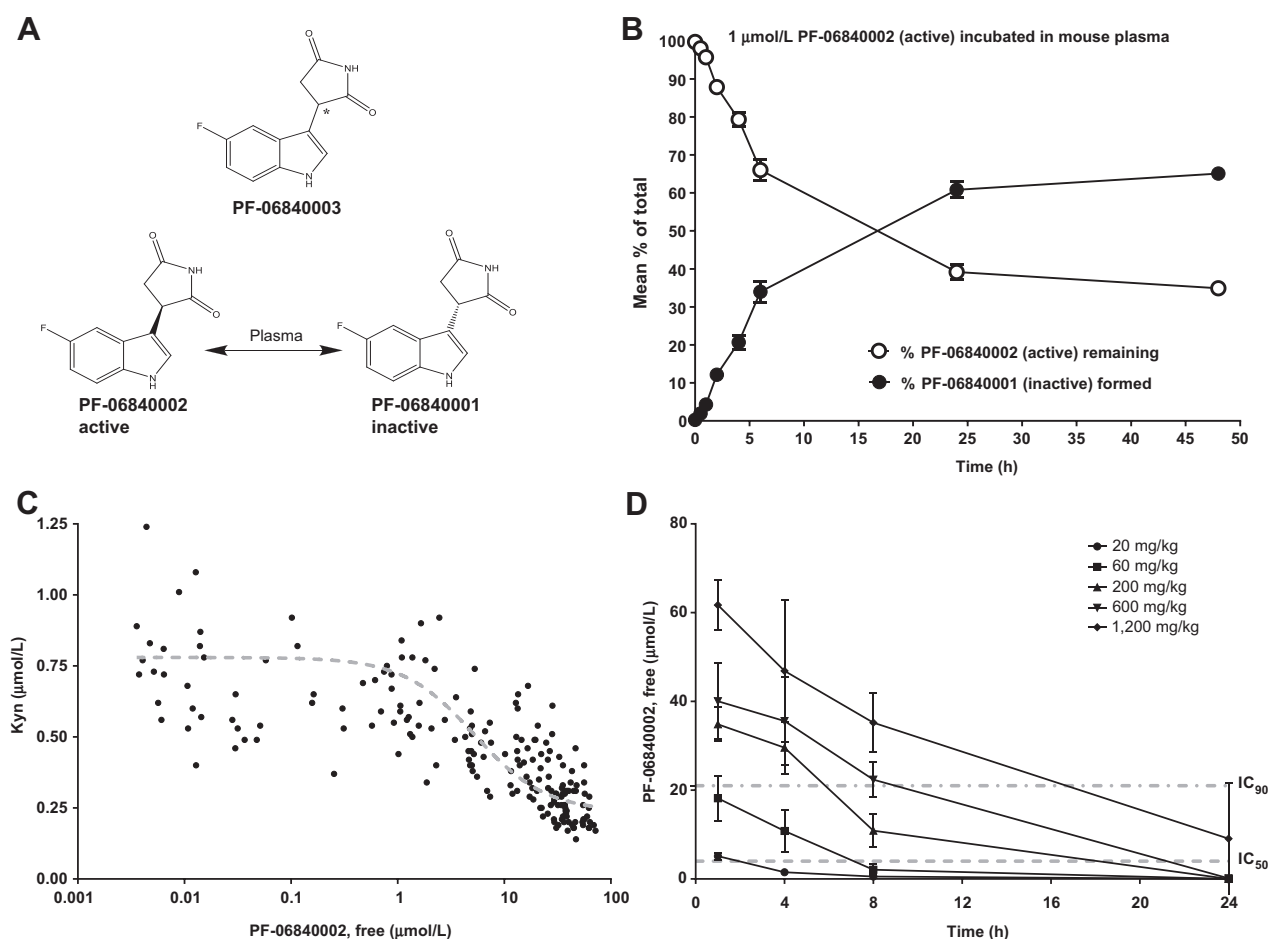 A
O
NH
O
*
F
N
H
PF-06840003
O
NH
O
F
N
H
PF-06840002
active
Plasma
O
NH
O
F
N
H
PF-06840001
inactive
B
1 μmol/L PF-06840002 (active) incubated in mouse plasma
Mean % of total
100
90
80
70
60
50
40
30
20
10
0
% PF-06840002 (active) remaining
% PF-06840001 (inactive) formed
0 5 10 15 20 25 30 35 40 45 50
Time (h)
C
Kyn (μmol/L)
1.25
1.00
0.75
0.50
0.25
0.00
0.001 0.01 0.1 1 10 100
PF-06840002, free (μmol/L)
D
PF-06840002, free (μmol/L)
80
60
40
20
0
20 mg/kg
60 mg/kg
200 mg/kg
600 mg/kg
1,200 mg/kg
IC90
IC50
0 4 8 12 16 20 24
Time (h)